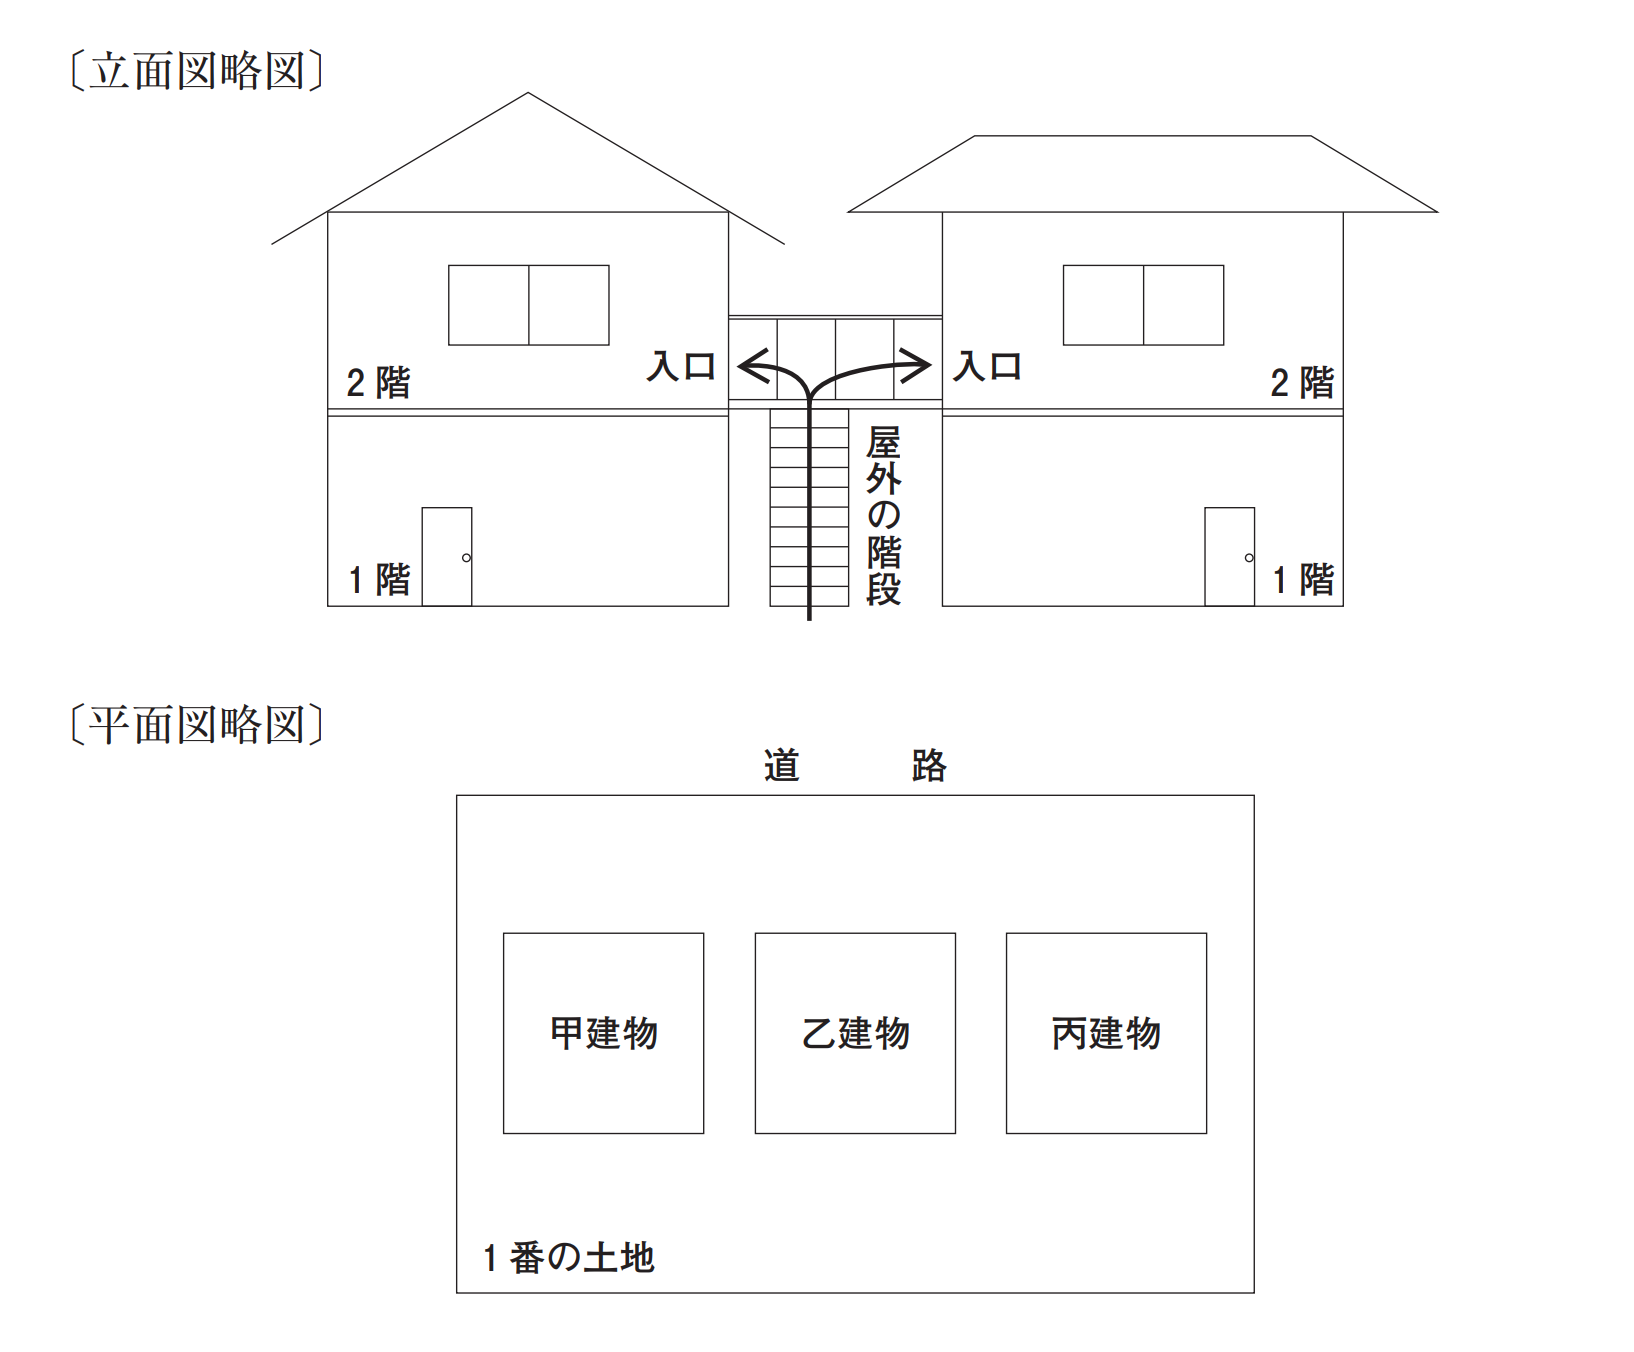 〔立面図略図〕
入口
入口
2階
2階
屋外の階段
1階
1階
〔平面図略図〕
道　　　路
甲建物
乙建物
丙建物
1番の土地